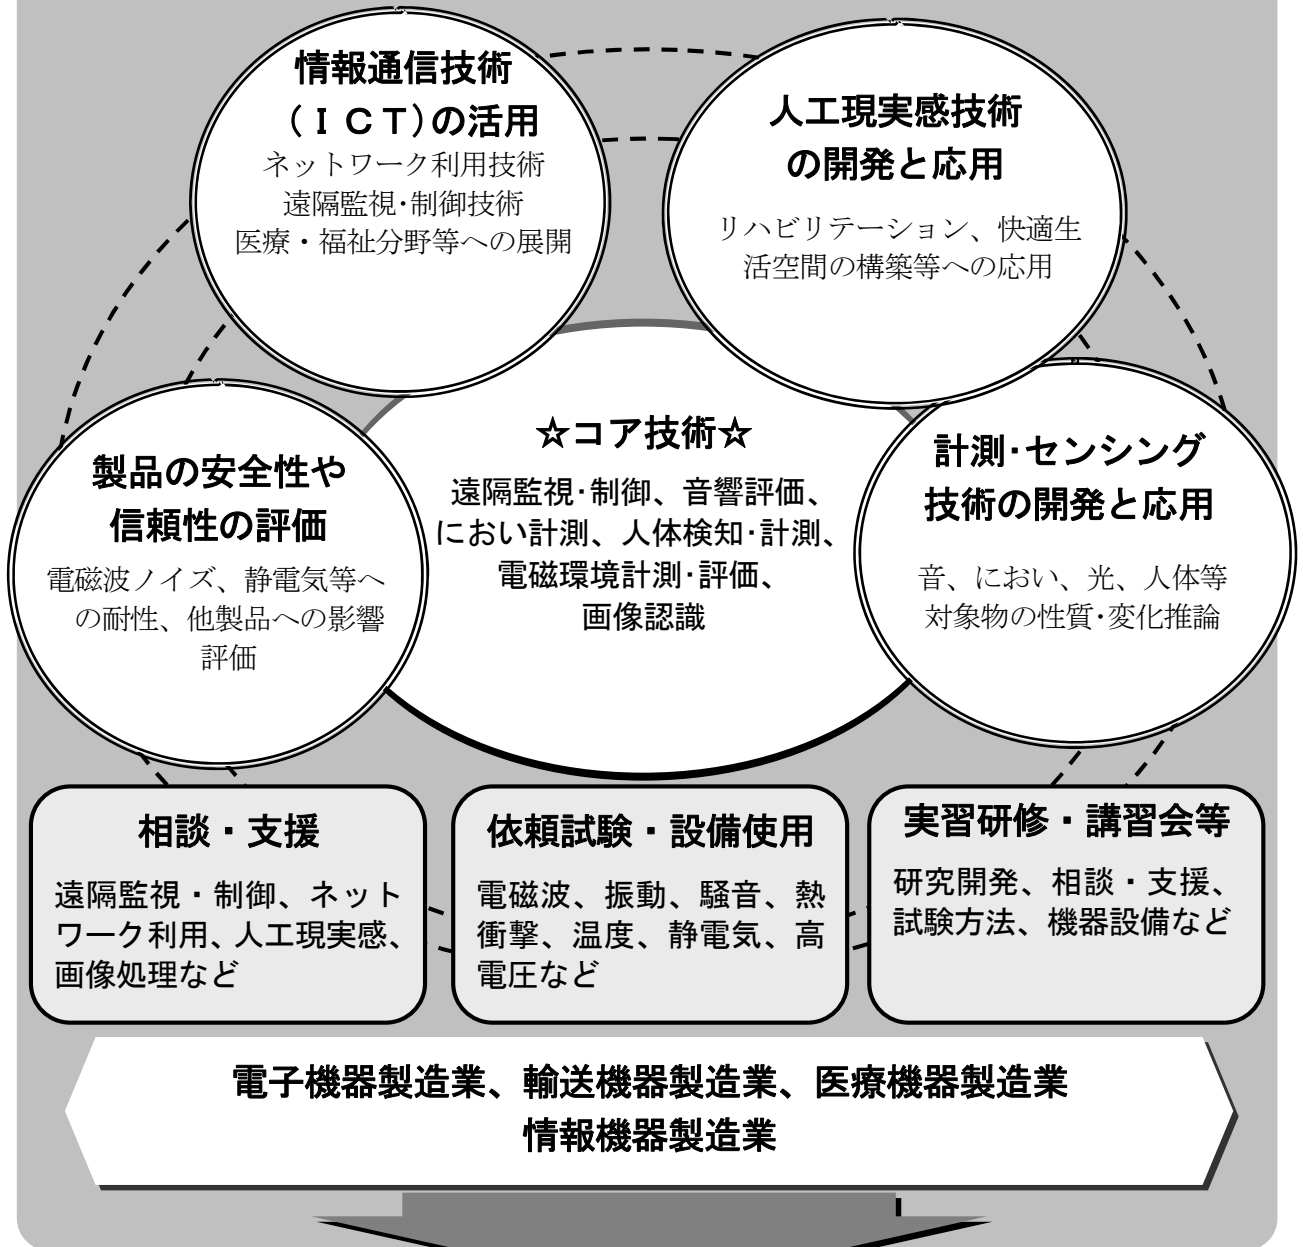 情報通信技術
(ＩＣＴ)の活用
ネットワーク利用技術
遠隔監視･制御技術
医療・福祉分野等への展開
人工現実感技術
の開発と応用
リハビリテーション、快適生
活空間の構築等への応用
製品の安全性や
信頼性の評価
電磁波ノイズ、静電気等へ
の耐性、他製品への影響
評価
☆コア技術☆
遠隔監視･制御、音響評価、
におい計測、人体検知･計測、
電磁環境計測･評価、
画像認識
計測･センシング
技術の開発と応用
音、におい、光、人体等
対象物の性質･変化推論
相談・支援
遠隔監視・制御、ネット
ワーク利用、人工現実感、
画像処理など
依頼試験・設備使用
電磁波、振動、騒音、熱
衝撃、温度、静電気、高
電圧など
実習研修・講習会等
研究開発、相談・支援、
試験方法、機器設備など
電子機器製造業、輸送機器製造業、医療機器製造業
情報機器製造業